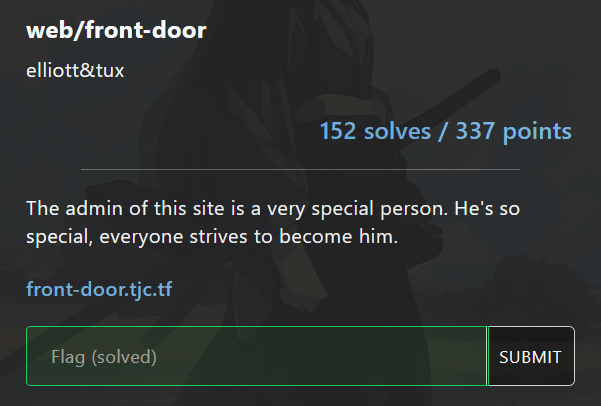 web/front-door
elliott&tux
152 solves / 337 points
The admin of this site is a very special person. He's so
special, everyone strives to become him.
front-door.tjc.tf
Flag (solved) SUBMIT